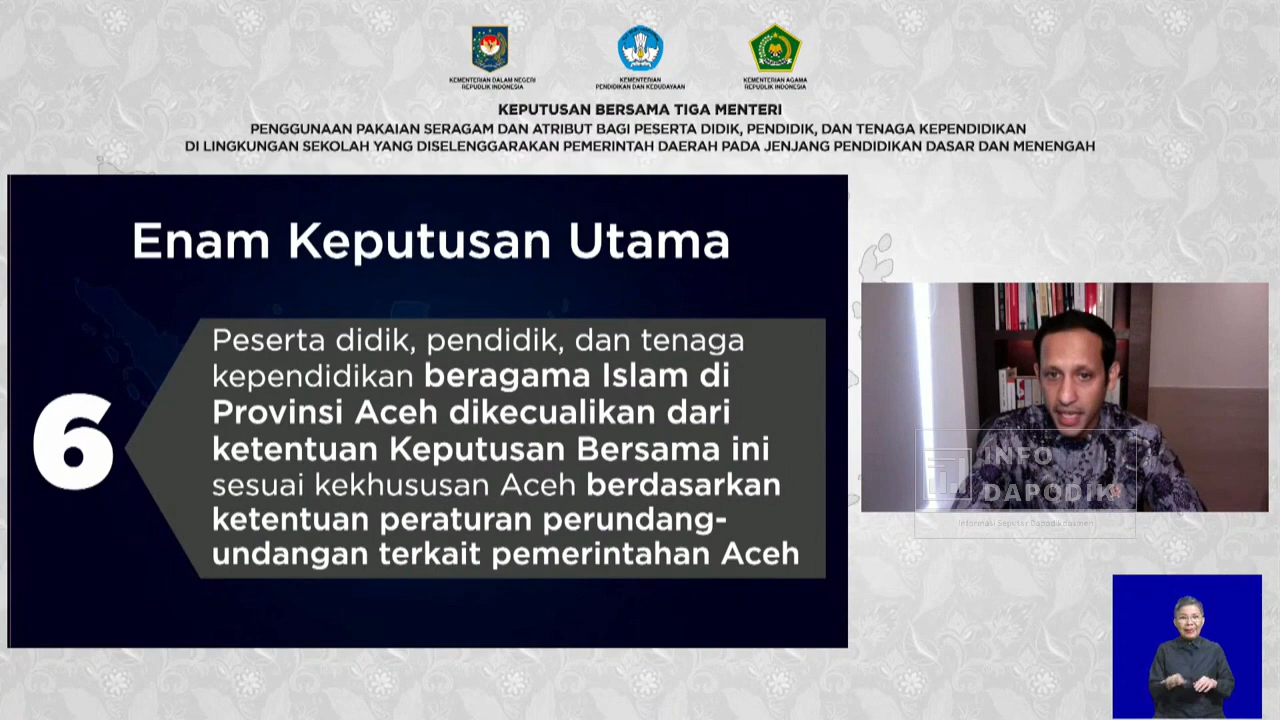 KEMENTERIAN DALAM NEGERI
REPUBLIK INDONESIA
KEMENTERIAN
PENDIDIKAN DAN KEBUDAYAAN
KEMENTERIAN AGAMA
REPUBLIK INDONESIA
KEPUTUSAN BERSAMA TIGA MENTERI
PENGGUNAAN PAKAIAN SERAGAM DAN ATRIBUT BAGI PESERTA DIDIK, PENDIDIK, DAN TENAGA KEPENDIDIKAN
DI LINGKUNGAN SEKOLAH YANG DISELENGGARAKAN PEMERINTAH DAERAH PADA JENJANG PENDIDIKAN DASAR DAN MENENGAH
Enam Keputusan Utama
6
Peserta didik, pendidik, dan tenaga
kependidikan beragama Islam di
Provinsi Aceh dikecualikan dari
ketentuan Keputusan Bersama ini
sesuai kekhususan Aceh berdasarkan
ketentuan peraturan perundang-
undangan terkait pemerintahan Aceh
INFO
DAPODIK
Informasi Seputar Dapodikdasmen